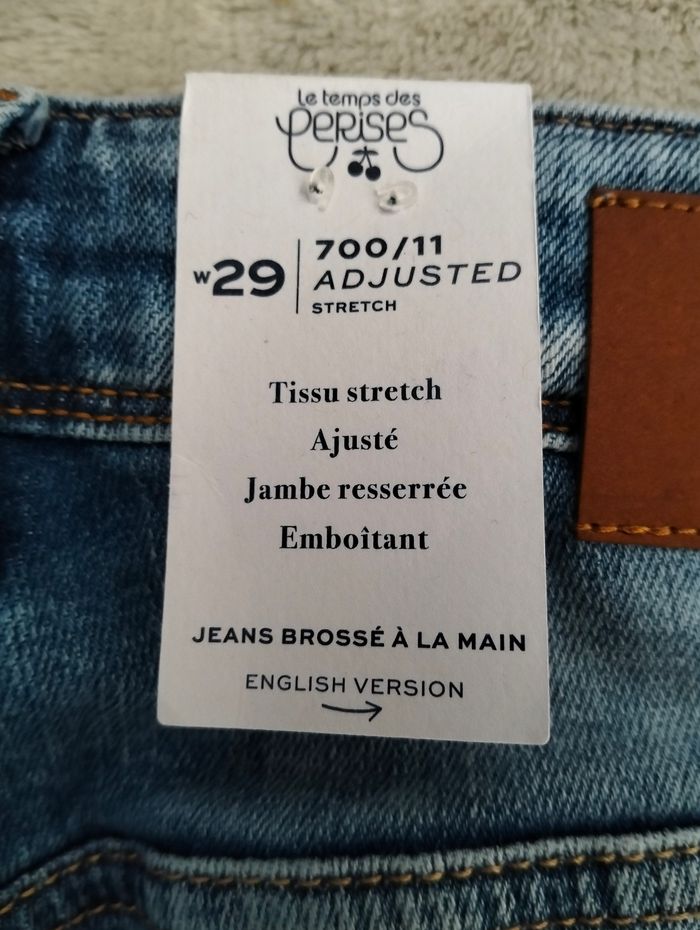 Le temps des
CERISES
W29
700/11
ADJUSTED
STRETCH
Tissu stretch
Ajusté
Jambe resserrée
Emboîtant
JEANS BROSSÉ À LA MAIN
ENGLISH VERSION